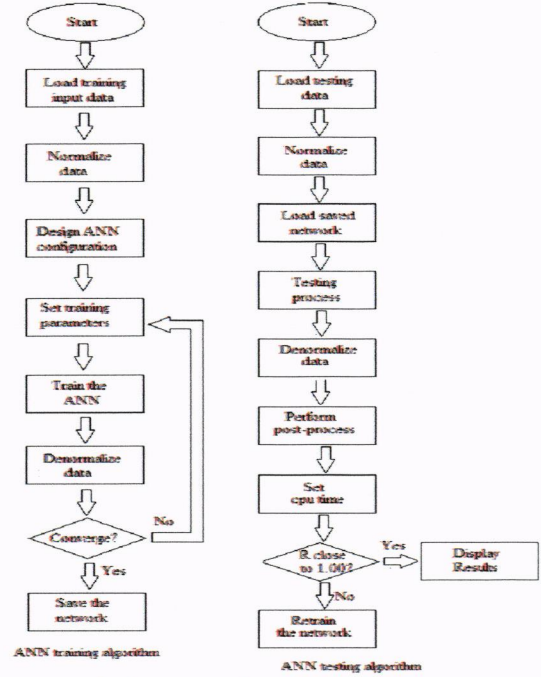 Start
Load training
input data
Normalize
data
Design ANN
configuration
Set training
parameters
Train the
ANN
Denormalize
data
Converge?
No
Yes
Save the
network
ANN training algorithm
Start
Load testing
data
Normalize
data
Load saved
network
Testing
process
Denormalize
data
Perform
post-process
Set
cpu time
R close
to 1.00?
Yes
Display
Results
No
Retrain
the network
ANN testing algorithm